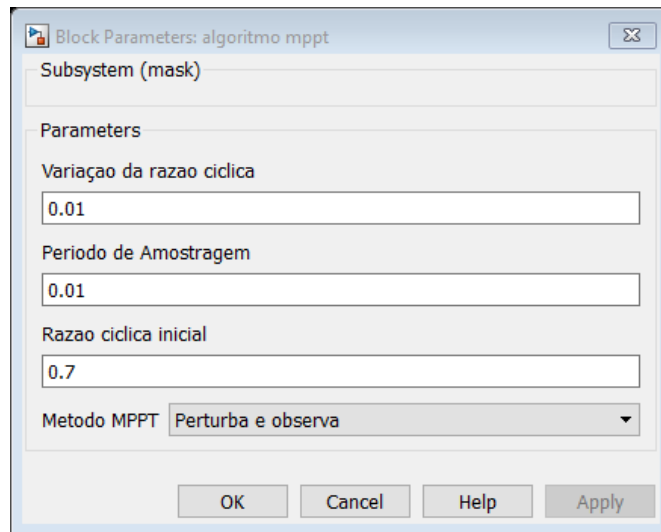 Block Parameters: algoritmo mppt
Subsystem (mask)
Parameters
Variaçao da razao ciclica
0.01
Periodo de Amostragem
0.01
Razao ciclica inicial
0.7
Metodo MPPT Perturba e observa
OK Cancel Help Apply